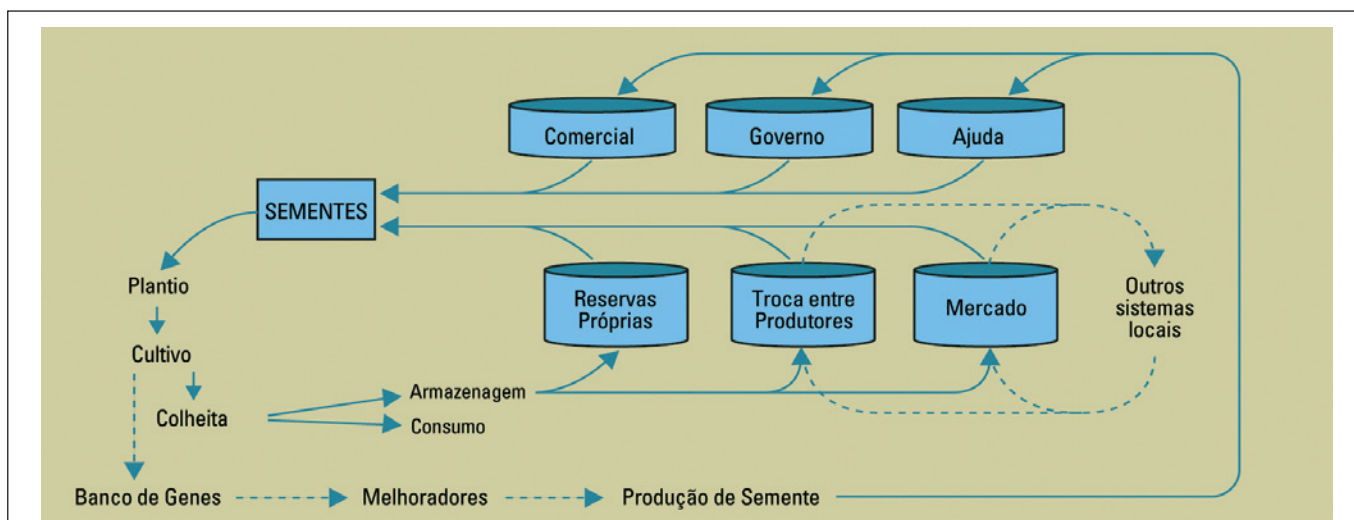 Comercial
Governo
Ajuda
SEMENTES
Plantio
Reservas
Próprias
Troca entre
Produtores
Mercado
Outros
sistemas
locais
Cultivo
Armazenagem
Colheita
Consumo
Banco de Genes
Melhoradores
Produção de Semente